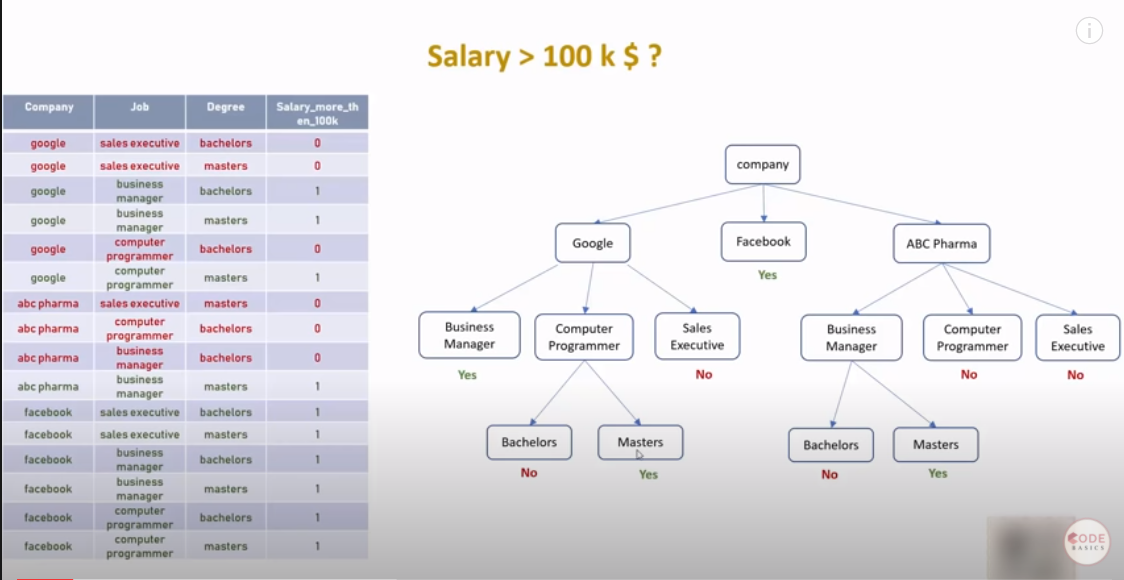 Salary > 100 k $ ?
Company Job Degree Salary_more_th
en_100k
google sales executive bachelors 0
google sales executive masters 0
google business manager bachelors 1
google business manager masters 1
google computer programmer bachelors 0
google computer programmer masters 1
abc pharma sales executive masters 0
abc pharma computer programmer bachelors 0
abc pharma business manager bachelors 0
abc pharma business manager masters 1
facebook sales executive bachelors 1
facebook sales executive masters 1
facebook business manager bachelors 1
facebook business manager masters 1
facebook computer programmer bachelors 1
facebook computer programmer masters 1
company
Google
Facebook
ABC Pharma
Yes
Business
Manager
Computer
Programmer
Sales
Executive
Business
Manager
Computer
Programmer
Sales
Executive
Yes
No
No
No
Bachelors
Masters
Bachelors
Masters
No
Yes
No
Yes
CODE
BASICS